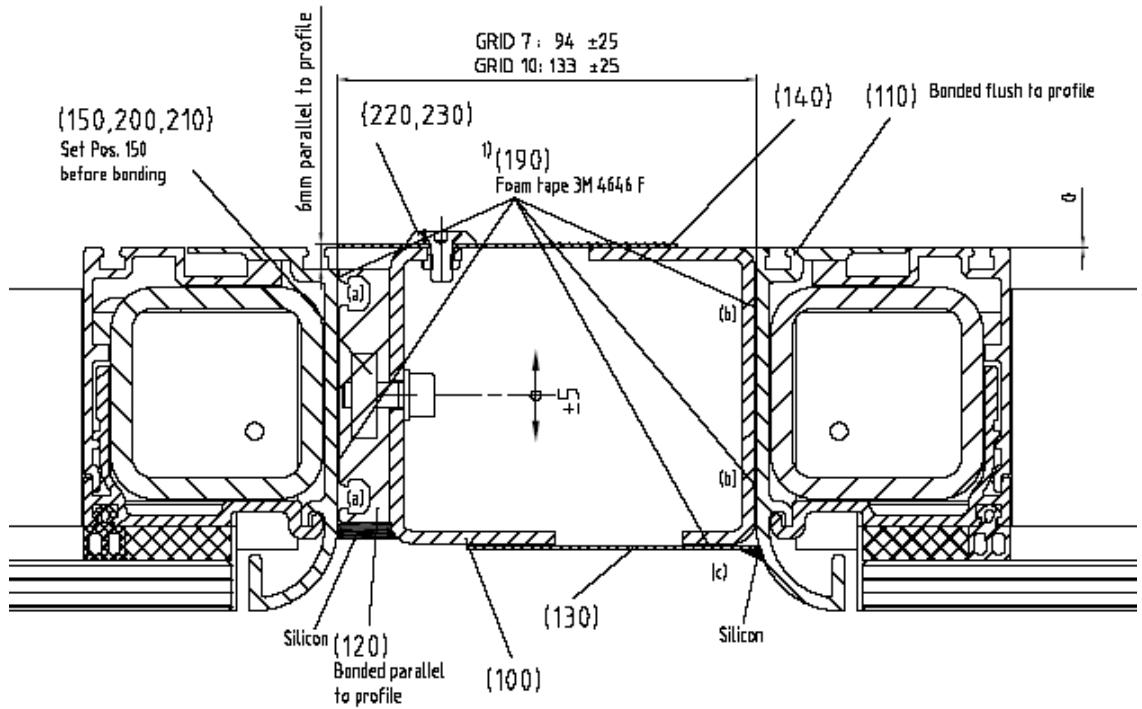 GRID 7: 94 ±25
GRID 10: 133 ±25
6mm parallel to profile
(150,200,210}
Set Pos. 150
before bonding
{220,230)
1) (190)
Foam tape 3M 4646 F
(140)
(110) Bonded flush to profile
0
(a)
(b)
±5
(a)
(b)
(c)
Silicon
(120)
Bonded parallel
to profile
(100)
(130)
Silicon